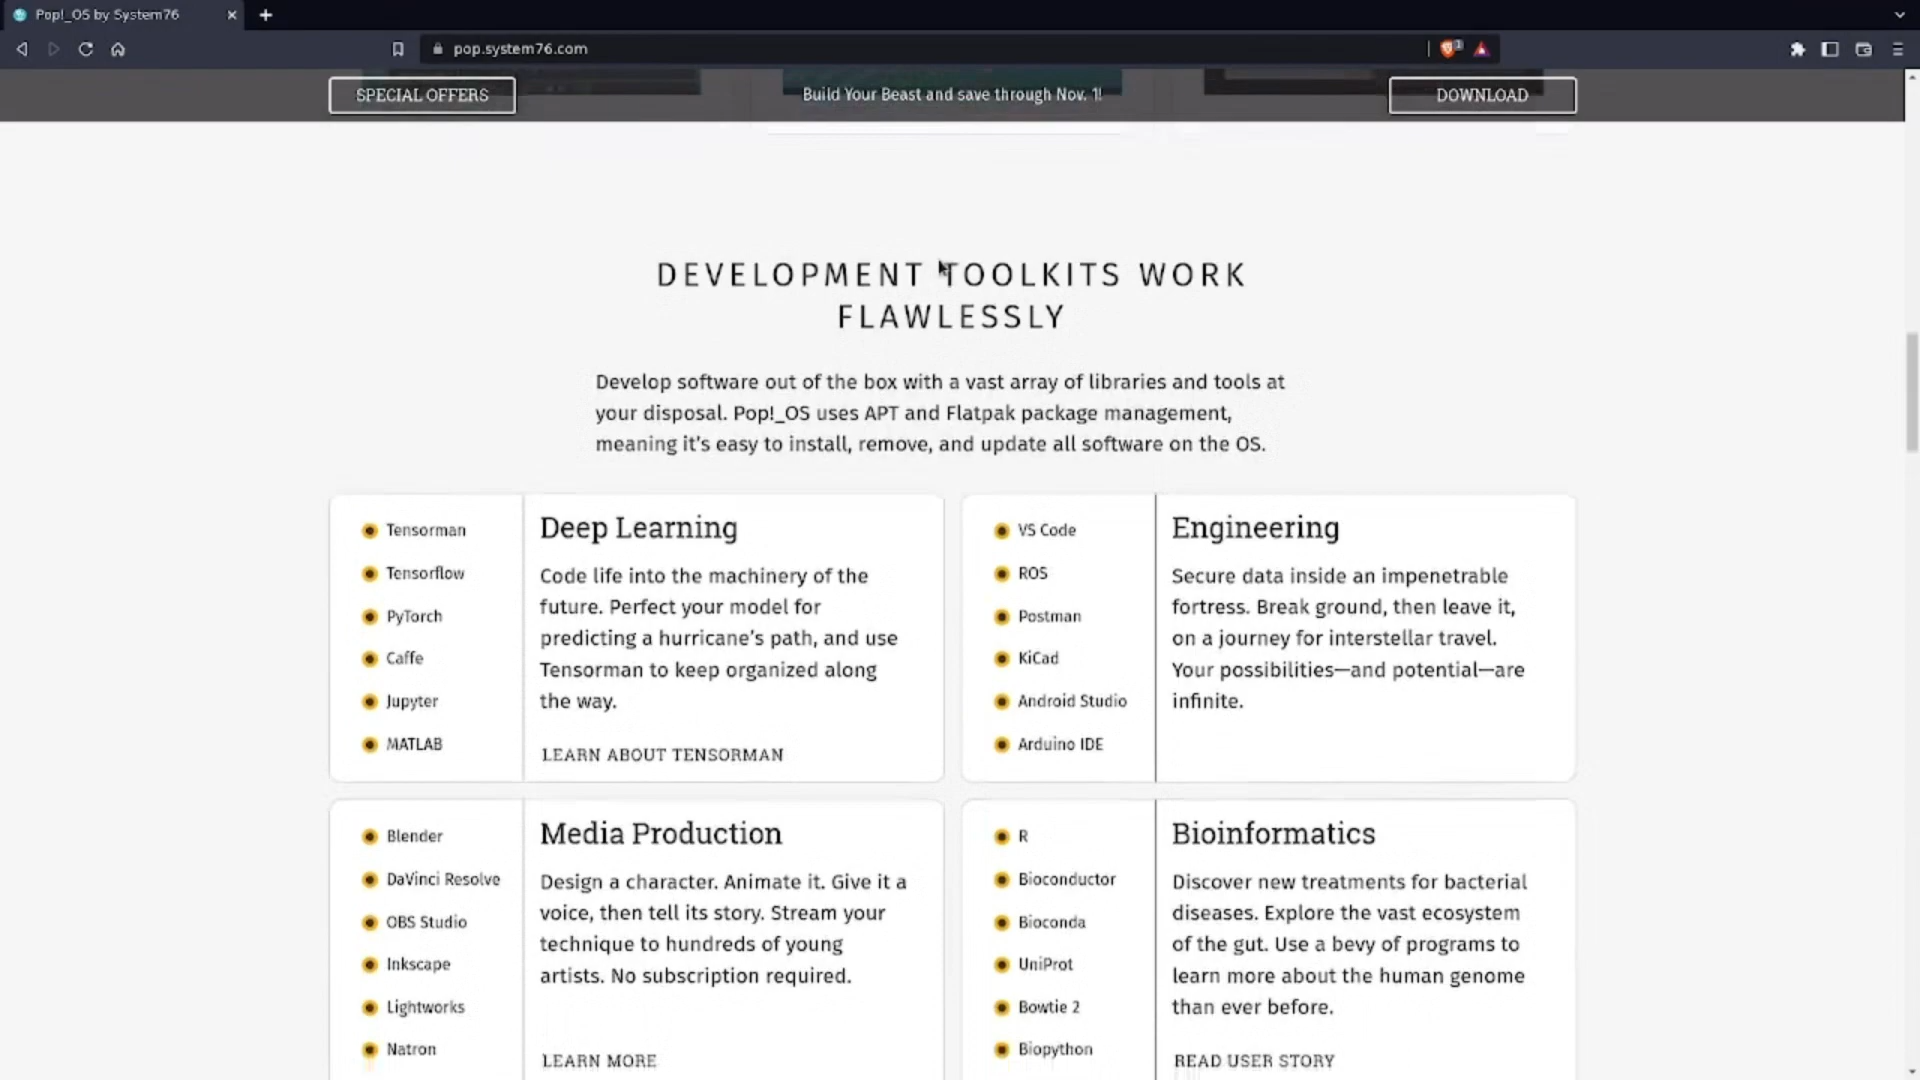 Pop!_OS by System76
pop.system76.com
1
SPECIAL OFFERS
Build Your Beast and save through Nov. 1!
DOWNLOAD
DEVELOPMENT TOOLKITS WORK
FLAWLESSLY
Develop software out of the box with a vast array of libraries and tools at
your disposal. Pop!_OS uses APT and Flatpak package management,
meaning it's easy to install, remove, and update all software on the OS.
Tensorman
Tensorflow
PyTorch
Caffe
Jupyter
MATLAB
Deep Learning
Code life into the machinery of the
future. Perfect your model for
predicting a hurricane's path, and use
Tensorman to keep organized along
the way.
LEARN ABOUT TENSORMAN
VS Code
ROS
Postman
KiCad
Android Studio
Arduino IDE
Engineering
Secure data inside an impenetrable
fortress. Break ground, then leave it,
on a journey for interstellar travel.
Your possibilities—and potential—are
infinite.
Blender
DaVinci Resolve
OBS Studio
Inkscape
Lightworks
Natron
Media Production
Design a character. Animate it. Give it a
voice, then tell its story. Stream your
technique to hundreds of young
artists. No subscription required.
LEARN MORE
R
Bioconductor
Bioconda
UniProt
Bowtie 2
Biopython
Bioinformatics
Discover new treatments for bacterial
diseases. Explore the vast ecosystem
of the gut. Use a bevy of programs to
learn more about the human genome
than ever before.
READ USER STORY